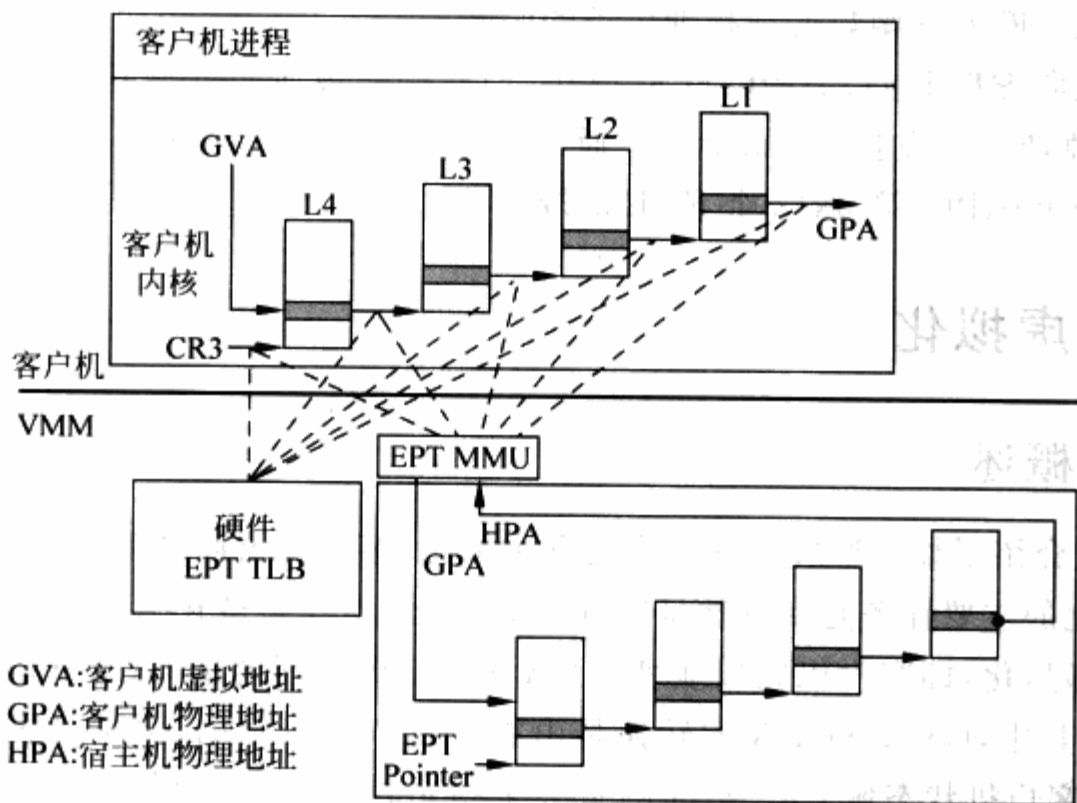 客户机进程
L1
L2
GVA
L3
L4
GPA
客户机
内核
CR3
客户机
VMM
EPT MMU
硬件
EPT TLB
HPA
GPA
GVA:客户机虚拟地址
GPA:客户机物理地址
HPA:宿主机物理地址
EPT
Pointer